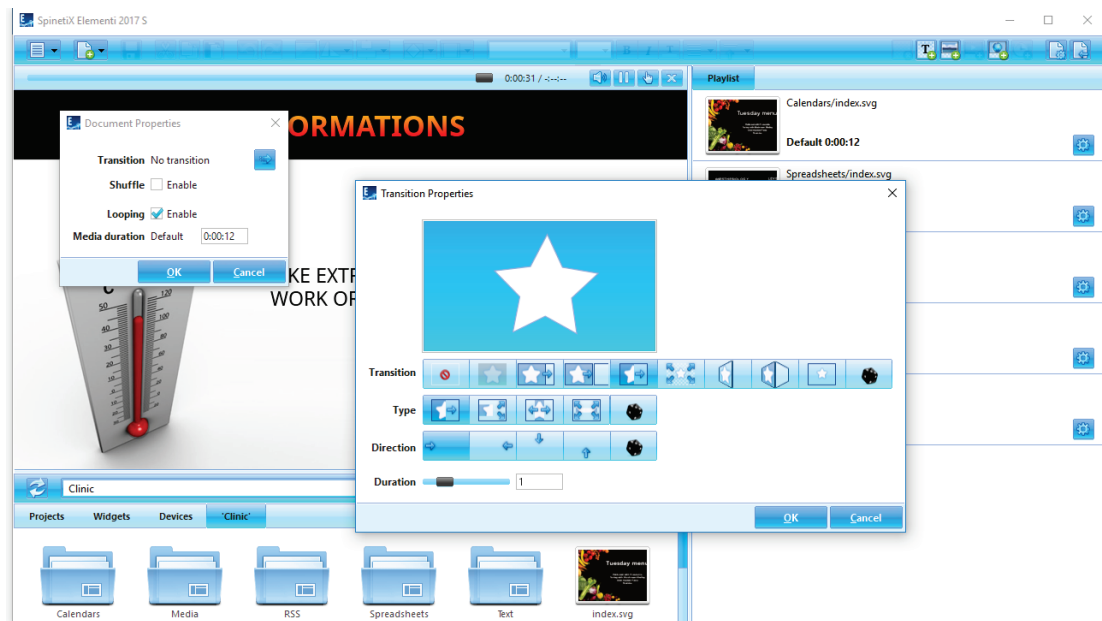 SpinetiX Elementi 2017 S
0:00:31 / -:--:--
Playlist
Calendars/index.svg
Default 0:00:12
Spreadsheets/index.svg
ORMATIONS
Document Properties
Transition No transition
Shuffle Enable
Looping Enable
Media duration Default 0:00:12
OK Cancel
KE EXTR
WORK OF
Transition Properties
Transition
Type
Direction
Duration 1
OK Cancel
Clinic
Projects Widgets Devices 'Clinic'
Tuesday menu
Calendars Media RSS Spreadsheets Text index.svg